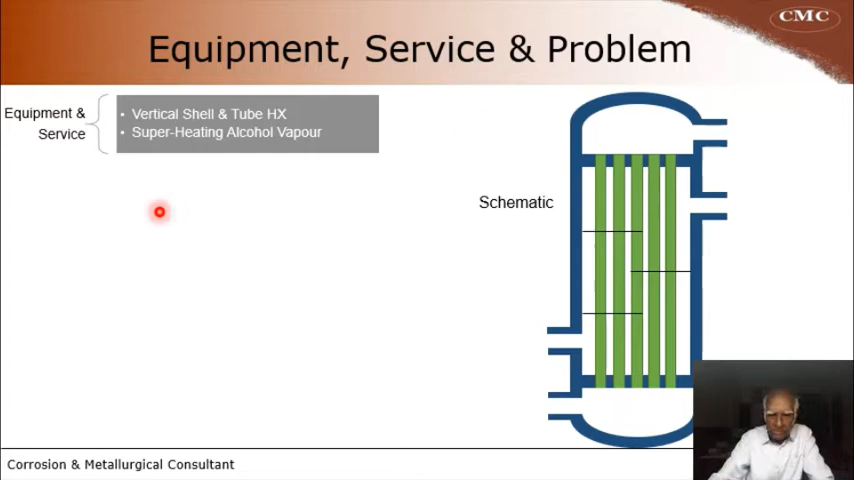 CMC
Equipment, Service & Problem
Equipment &
Service
• Vertical Shell & Tube HX
• Super-Heating Alcohol Vapour
Schematic
Corrosion & Metallurgical Consultant